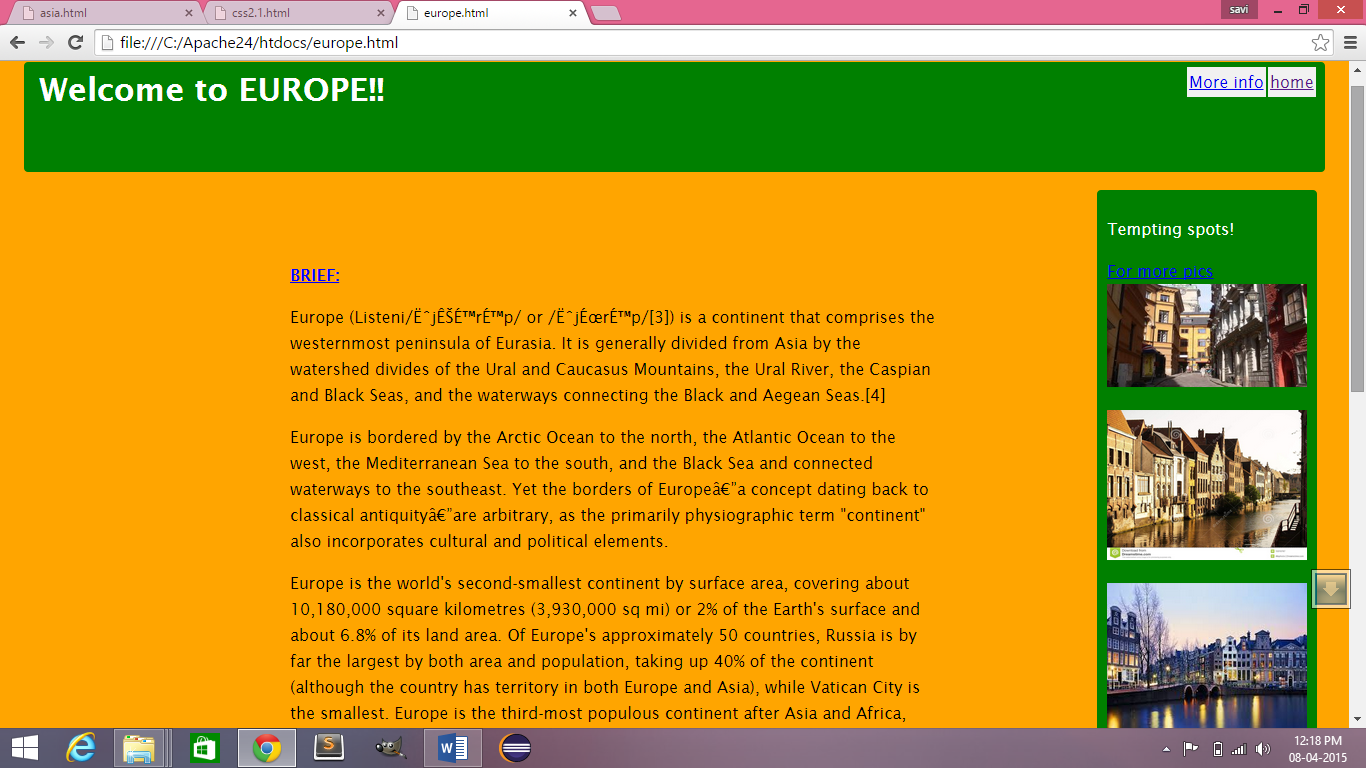 asia.html
css2.1.html
europe.html
savi
file:///C:/Apache24/htdocs/europe.html
Welcome to EUROPE!!
More info
home
BRIEF:
Europe (Listeni/ËˆjÊŠÉ™rÉ™p/ or /ËˆjÉœrÉ™p/[3]) is a continent that comprises the
westernmost peninsula of Eurasia. It is generally divided from Asia by the
watershed divides of the Ural and Caucasus Mountains, the Ural River, the Caspian
and Black Seas, and the waterways connecting the Black and Aegean Seas.[4]
Europe is bordered by the Arctic Ocean to the north, the Atlantic Ocean to the
west, the Mediterranean Sea to the south, and the Black Sea and connected
waterways to the southeast. Yet the borders of Europeâ€”a concept dating back to
classical antiquityâ€”are arbitrary, as the primarily physiographic term "continent"
also incorporates cultural and political elements.
Europe is the world's second-smallest continent by surface area, covering about
10,180,000 square kilometres (3,930,000 sq mi) or 2% of the Earth's surface and
about 6.8% of its land area. Of Europe's approximately 50 countries, Russia is by
far the largest by both area and population, taking up 40% of the continent
(although the country has territory in both Europe and Asia), while Vatican City is
the smallest. Europe is the third-most populous continent after Asia and Africa,
Tempting spots!
For more pics
12:18 PM
08-04-2015